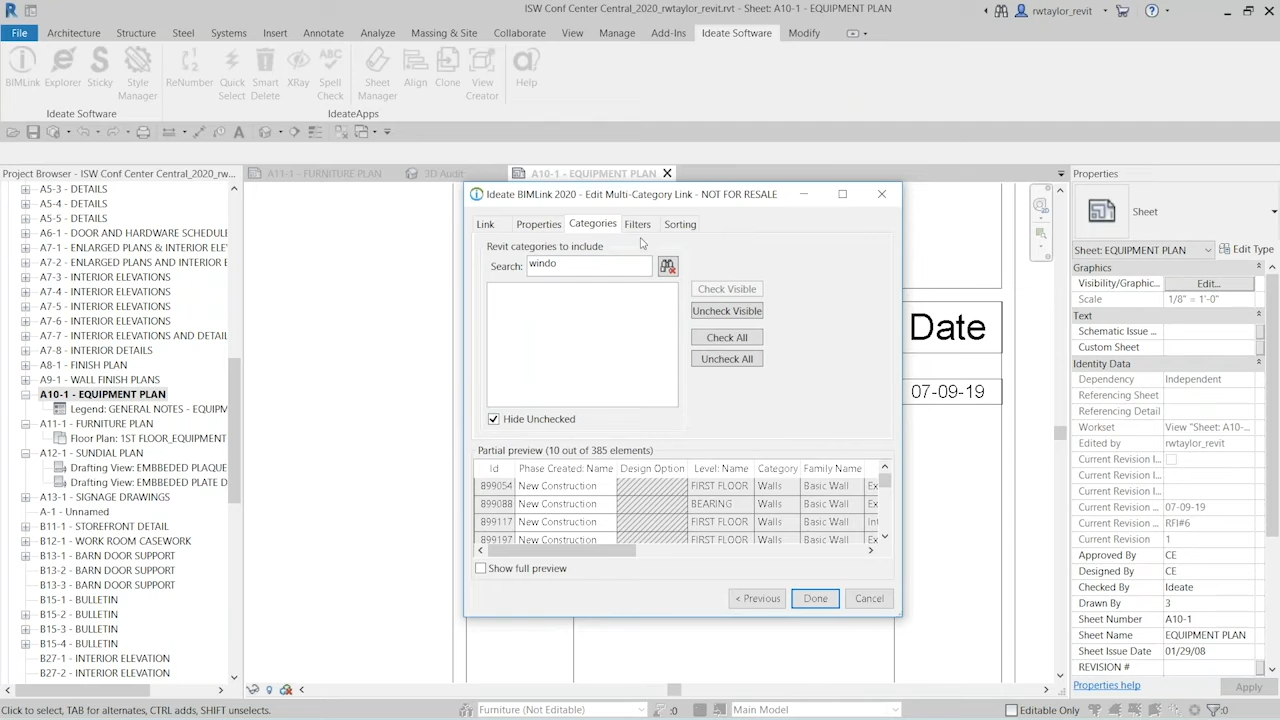 ISW Conf Center Central_2020_rwtaylor_revit.rvt - Sheet: A10-1 - EQUIPMENT PLAN
rwtaylor_revit
File Architecture Structure Steel Systems Insert Annotate Analyze Massing & Site Collaborate View Manage Add-Ins Ideate Software Modify
BIMLink Explorer Sticky Style Manager ReNumber Quick Select Smart Delete XRay Spell Check Sheet Manager Align Clone View Creator Help
Ideate Software IdeateApps
Project Browser - ISW Conf Center Central_2020_rw...
A5-3 - DETAILS
A5-4 - DETAILS
A5-5 - DETAILS
A6-1 - DOOR AND HARDWARE SCHEDUL
A7-1 - ENLARGED PLANS & INTERIOR ELE
A7-2 - ENLARGED PLANS AND INTERIOR E
A7-3 - INTERIOR ELEVATIONS
A7-4 - INTERIOR ELEVATIONS
A7-5 - INTERIOR ELEVATIONS
A7-6 - INTERIOR ELEVATIONS
A7-7 - INTERIOR ELEVATIONS AND DETAIL
A7-8 - INTERIOR DETAILS
A8-1 - FINISH PLAN
A9-1 - WALL FINISH PLANS
A10-1 - EQUIPMENT PLAN
Legend: GENERAL NOTES - EQUIPM
A11-1 - FURNITURE PLAN
Floor Plan: 1ST FLOOR_EQUIPMENT
A12-1 - SUNDIAL PLAN
Drafting View: EMBBEDED PLAQUE
Drafting View: EMBBEDED PLATE D
A13-1 - SIGNAGE DRAWINGS
A-1 - Unnamed
B11-1 - STOREFRONT DETAIL
B12-1 - WORK ROOM CASEWORK
B13-1 - BARN DOOR SUPPORT
B13-2 - BARN DOOR SUPPORT
B13-3 - BARN DOOR SUPPORT
B15-1 - BULLETIN
B15-2 - BULLETIN
B15-3 - BULLETIN
B15-4 - BULLETIN
B27-1 - INTERIOR ELEVATION
B27-2 - INTERIOR ELEVATION
A11-1 - FURNITURE PLAN 3D Audit A10-1 - EQUIPMENT PLAN
Ideate BIMLink 2020 - Edit Multi-Category Link - NOT FOR RESALE
Link Properties Categories Filters Sorting
Revit categories to include
Search: windo
Check Visible
Uncheck Visible
Check All
Uncheck All
Hide Unchecked
Partial preview (10 out of 385 elements)
Id Phase Created: Name Design Option Level: Name Category Family Name
899054 New Construction FIRST FLOOR Walls Basic Wall Ex
899088 New Construction BEARING Walls Basic Wall Ex
899117 New Construction FIRST FLOOR Walls Basic Wall Int
899197 New Construction FIRST FLOOR Walls Basic Wall Ex
Show full preview
< Previous Done Cancel
Date
07-09-19
Properties
Sheet
Sheet: EQUIPMENT PLAN Edit Type
Graphics
Visibility/Graphic... Edit...
Scale 1/8" = 1'-0"
Text
Schematic Issue ...
Custom Sheet
Identity Data
Dependency Independent
Referencing Sheet
Referencing Detail
Workset View "Sheet: A10-...
Edited by rwtaylor_revit
Current Revision I...
Current Revision I...
Current Revision I...
Current Revision ... 07-09-19
Current Revision ... RFI#6
Current Revision 1
Approved By CE
Designed By CE
Checked By Ideate
Drawn By 3
Sheet Number A10-1
Sheet Name EQUIPMENT PLAN
Sheet Issue Date 01/29/08
REVISION #
Properties help Apply
Click to select, TAB for alternates, CTRL adds, SHIFT unselects. Furniture (Not Editable) :0 Main Model Editable Only :0